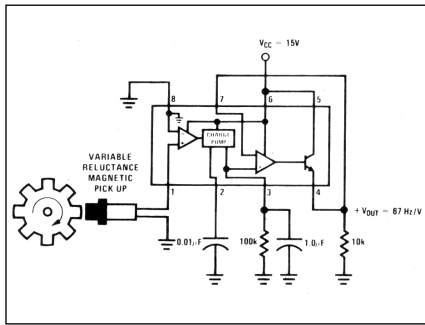 VCC = 15V
8
7
6
5
CHARGE
PUMP
VARIABLE
RELUCTANCE
MAGNETIC
PICK UP
1
2
3
4
+ VOUT = 67 Hz/V
0.01μF
100k
1.0μF
10k